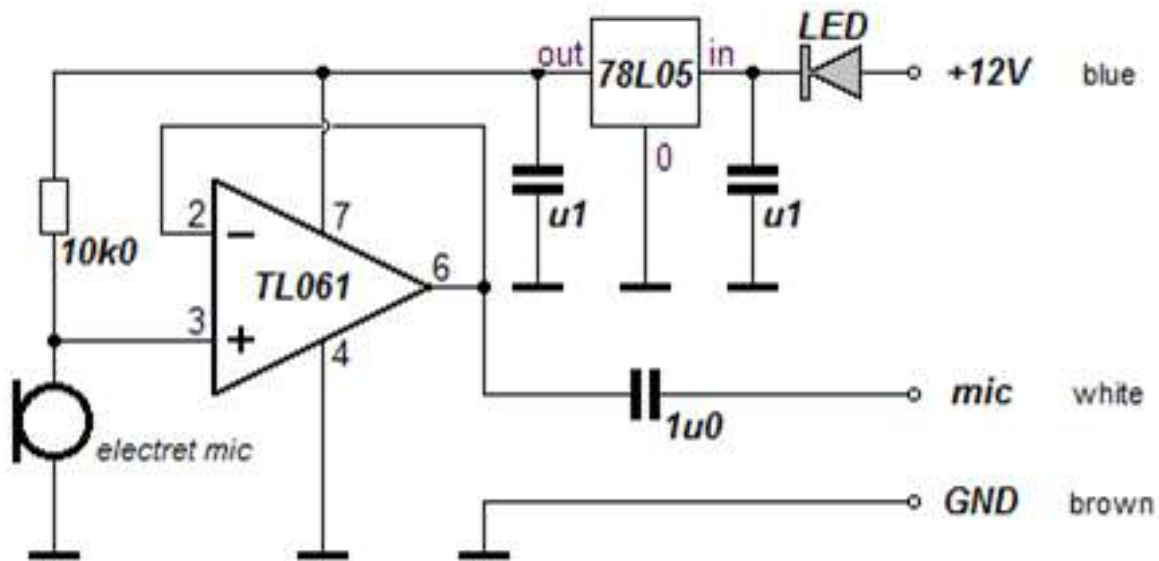 LED
out
78L05
in
+12V
blue
0
u1
u1
2
7
10k0
TL061
6
3
4
mic
white
1u0
electret mic
GND
brown